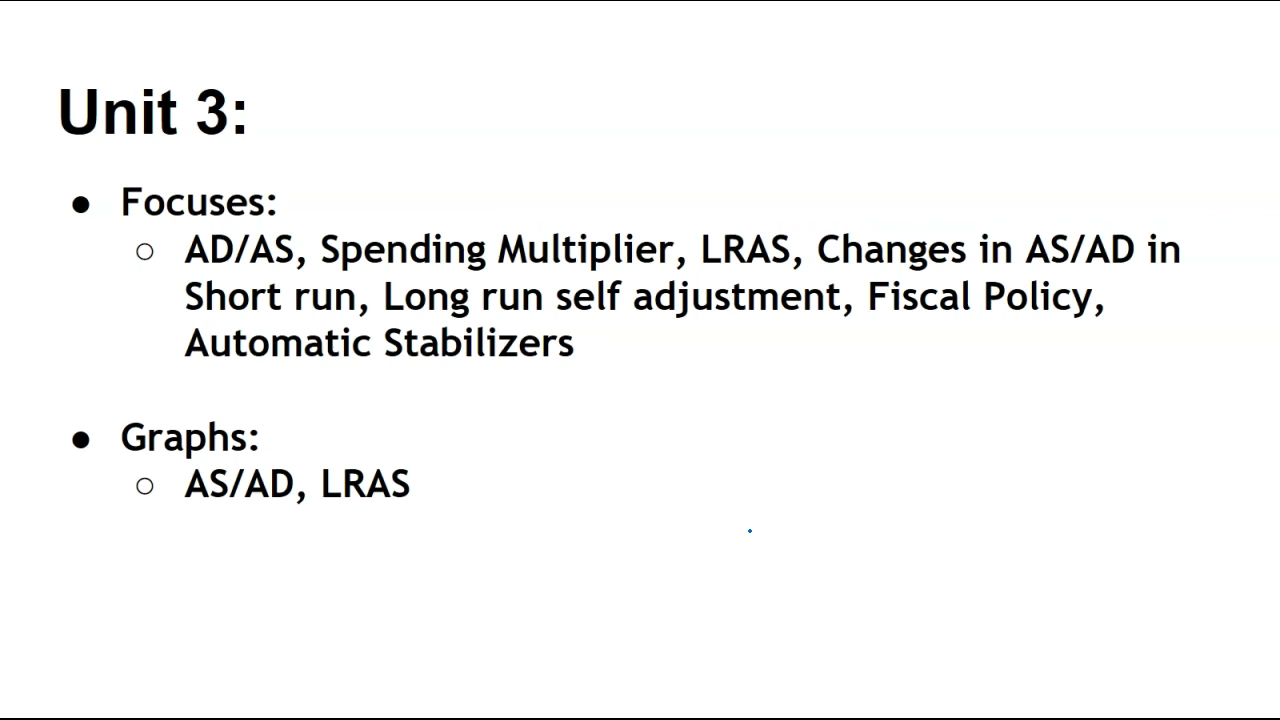 Unit 3:
● Focuses:
○ AD/AS, Spending Multiplier, LRAS, Changes in AS/AD in
Short run, Long run self adjustment, Fiscal Policy,
Automatic Stabilizers
● Graphs:
○ AS/AD, LRAS